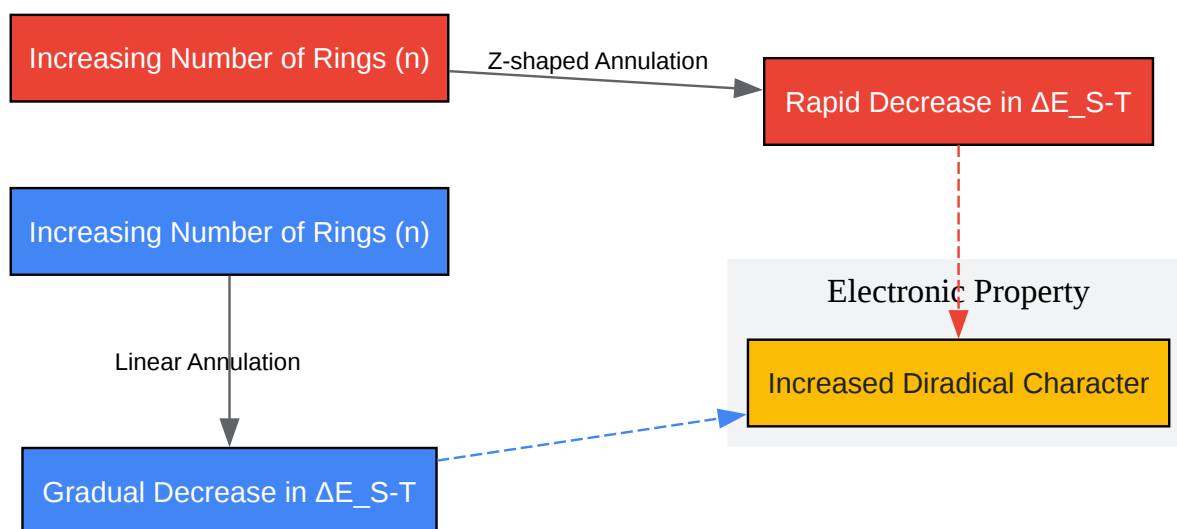 Increasing Number of Rings (n)
Z-shaped Annulation
Rapid Decrease in ΔE_S-T
Increasing Number of Rings (n)
Electronic Property
Linear Annulation
Increased Diradical Character
Gradual Decrease in ΔE_S-T